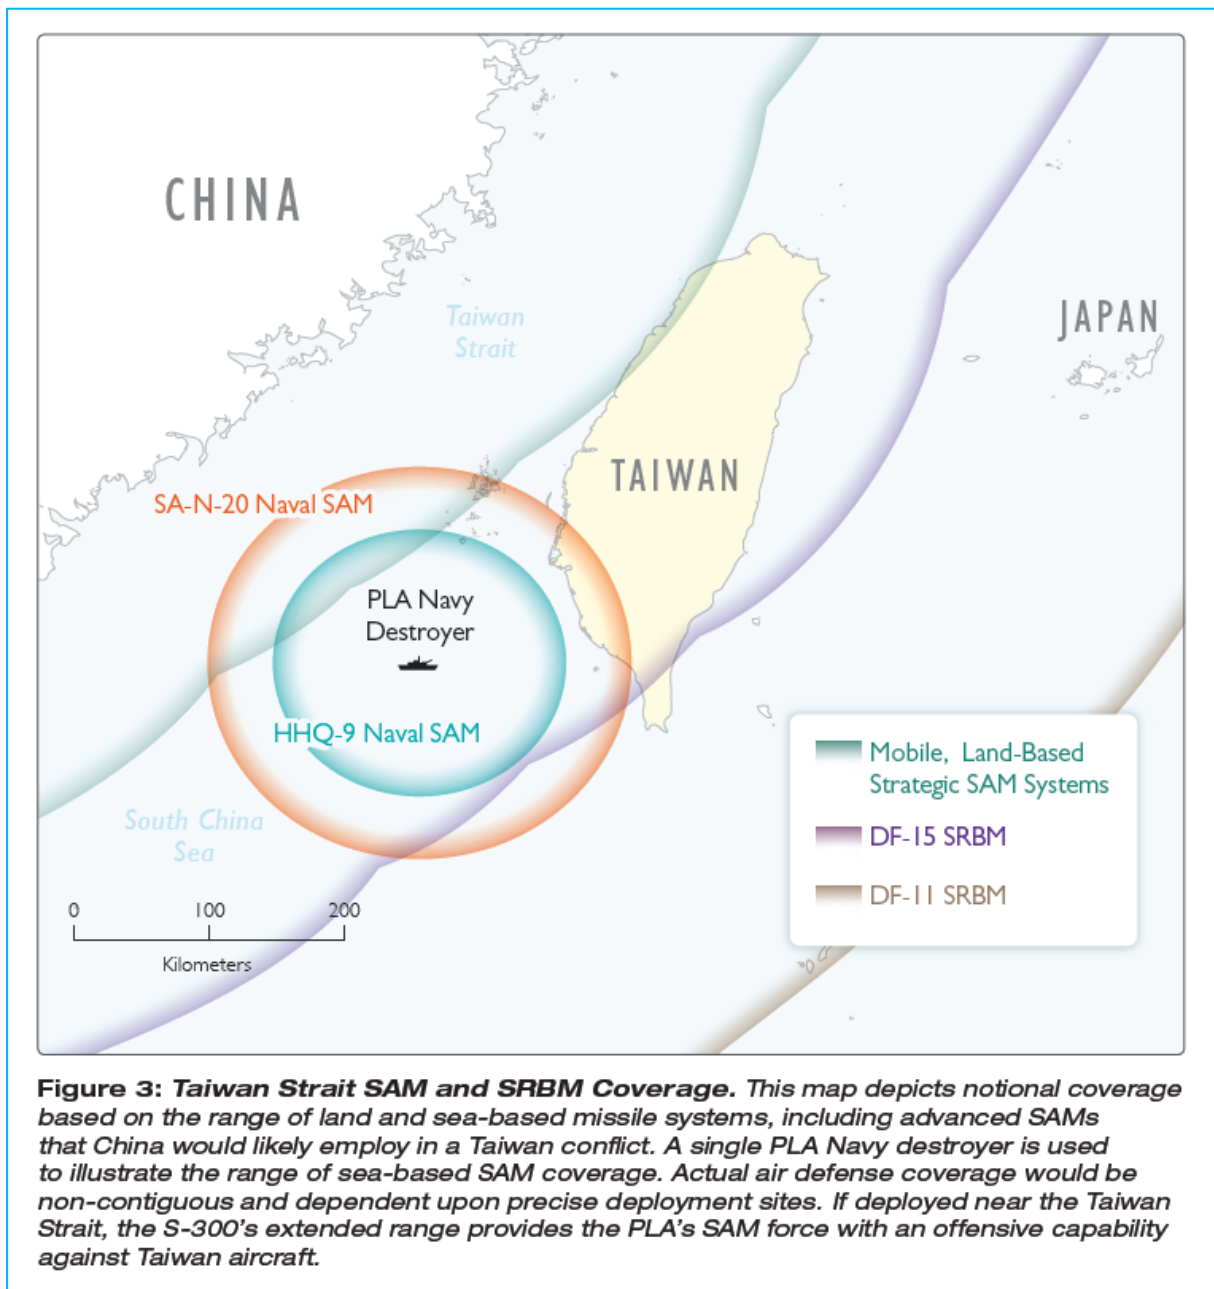 CHINA
Taiwan
Strait
JAPAN
TAIWAN
SA-N-20 Naval SAM
PLA Navy
Destroyer
HHQ-9 Naval SAM
Mobile, Land-Based
Strategic SAM Systems
DF-15 SRBM
DF-11 SRBM
South China
Sea
0 100 200
Kilometers
Figure 3: Taiwan Strait SAM and SRBM Coverage. This map depicts notional coverage
based on the range of land and sea-based missile systems, including advanced SAMs
that China would likely employ in a Taiwan conflict. A single PLA Navy destroyer is used
to illustrate the range of sea-based SAM coverage. Actual air defense coverage would be
non-contiguous and dependent upon precise deployment sites. If deployed near the Taiwan
Strait, the S-300's extended range provides the PLA's SAM force with an offensive capability
against Taiwan aircraft.